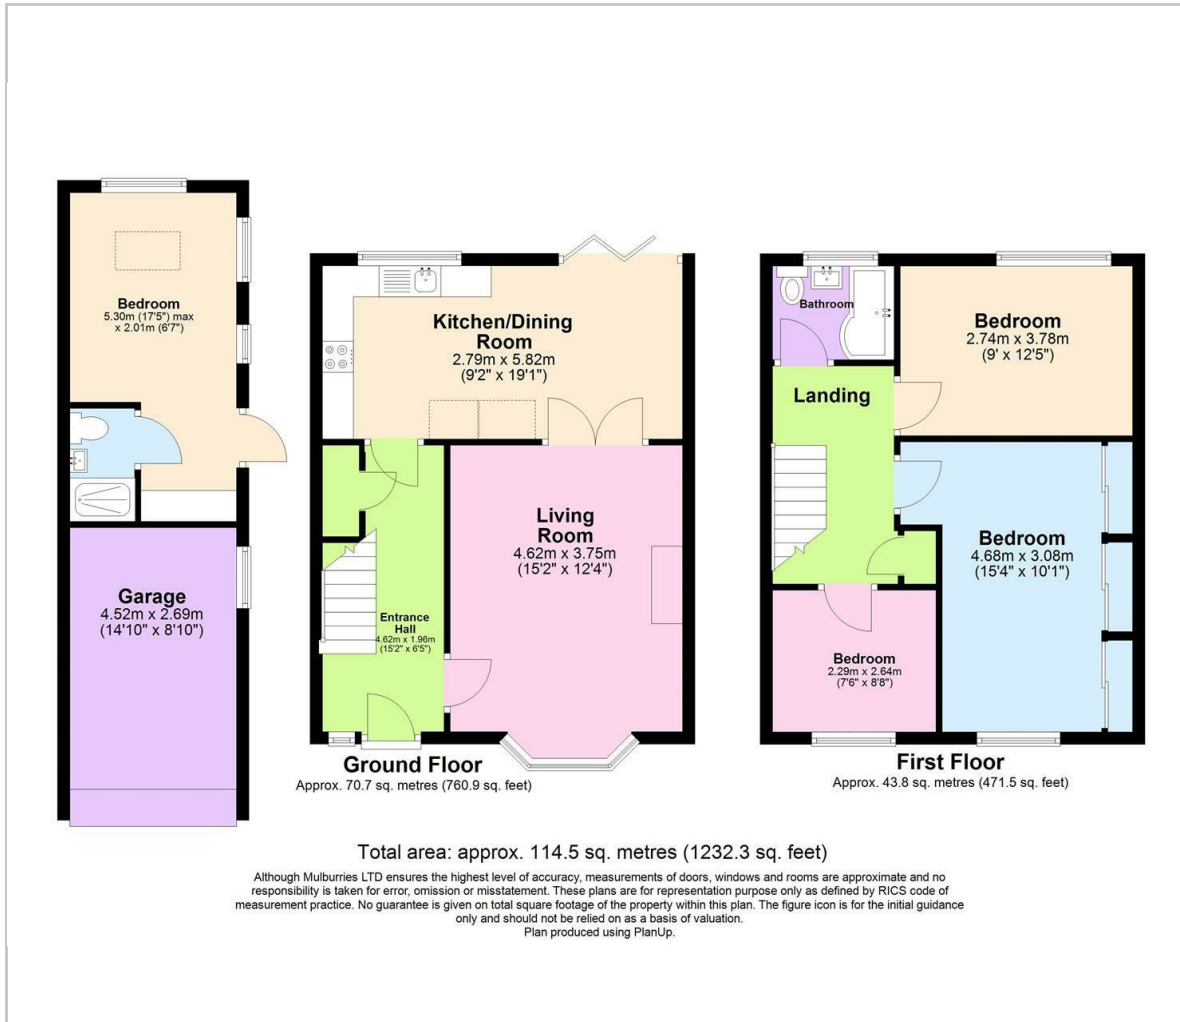 Bedroom
5.30m (17'5") max
x 2.01m (6'7")
Garage
4.52m x 2.69m
(14'10" x 8'10")
Kitchen/Dining
Room
2.79m x 5.82m
(9'2" x 19'1")
Living
Room
4.62m x 3.75m
(15'2" x 12'4")
Entrance
Hall
4.62m x 1.96m
(15'2" x 6'5")
Ground Floor
Approx. 70.7 sq. metres (760.9 sq. feet)
Bathroom
Bedroom
2.74m x 3.78m
(9' x 12'5")
Landing
Bedroom
4.68m x 3.08m
(15'4" x 10'1")
Bedroom
2.29m x 2.64m
(7'6" x 8'8")
First Floor
Approx. 43.8 sq. metres (471.5 sq. feet)
Total area: approx. 114.5 sq. metres (1232.3 sq. feet)
Although Mulburries LTD ensures the highest level of accuracy, measurements of doors, windows and rooms are approximate and no
responsibility is taken for error, omission or misstatement. These plans are for representation purpose only as defined by RICS code of
measurement practice. No guarantee is given on total square footage of the property within this plan. The figure icon is for the initial guidance
only and should not be relied on as a basis of valuation.
Plan produced using PlanUp.